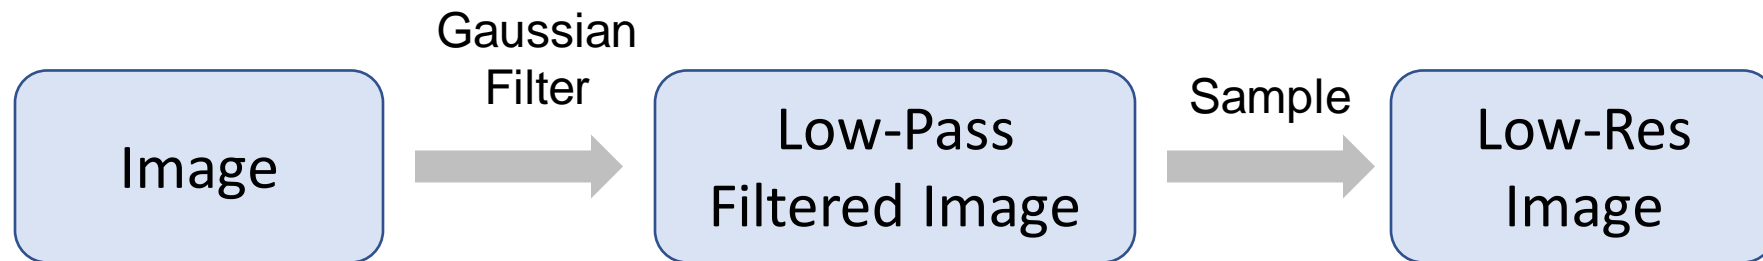 Image
Gaussian
Filter
Low-Pass
Filtered Image
Sample
Low-Res
Image